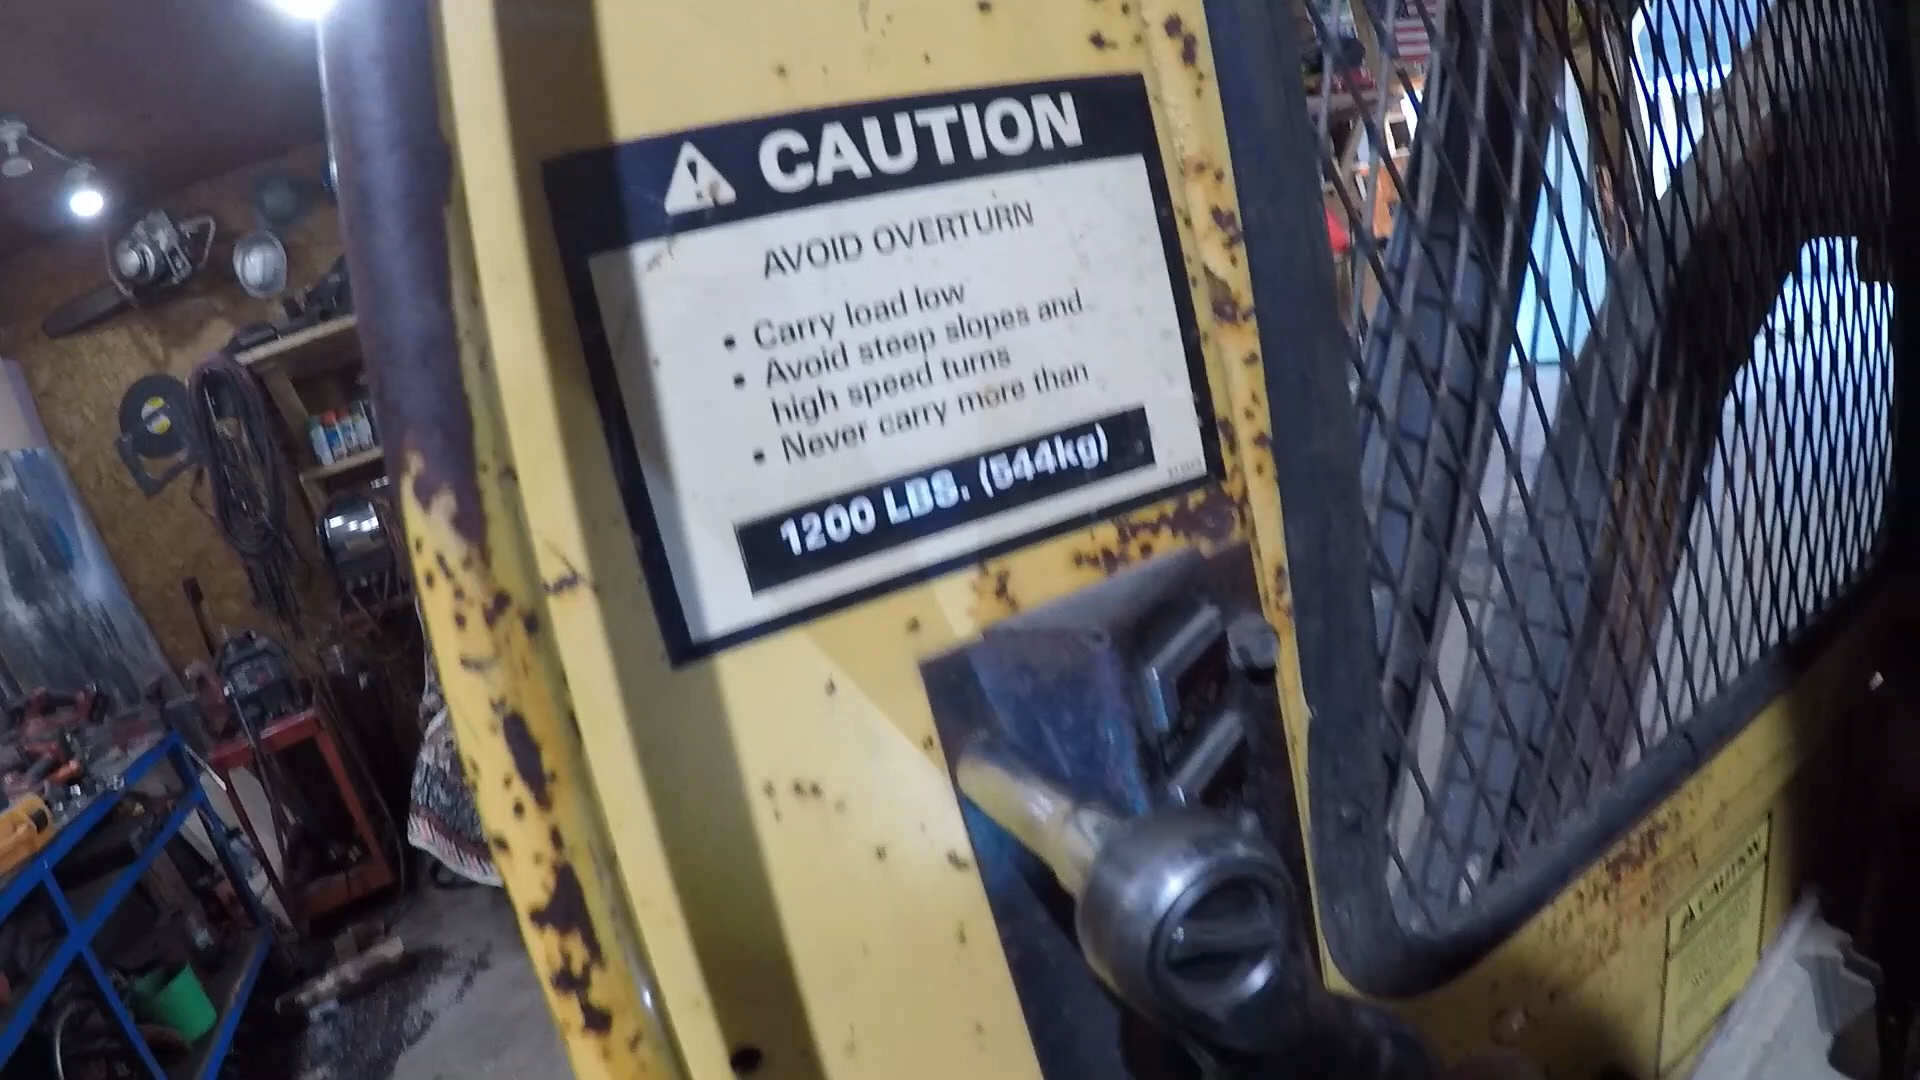 CAUTION
AVOID OVERTURN
• Carry load low
• Avoid steep slopes and
high speed turns
• Never carry more than
1200 LBS. (544kg)
CAUTION